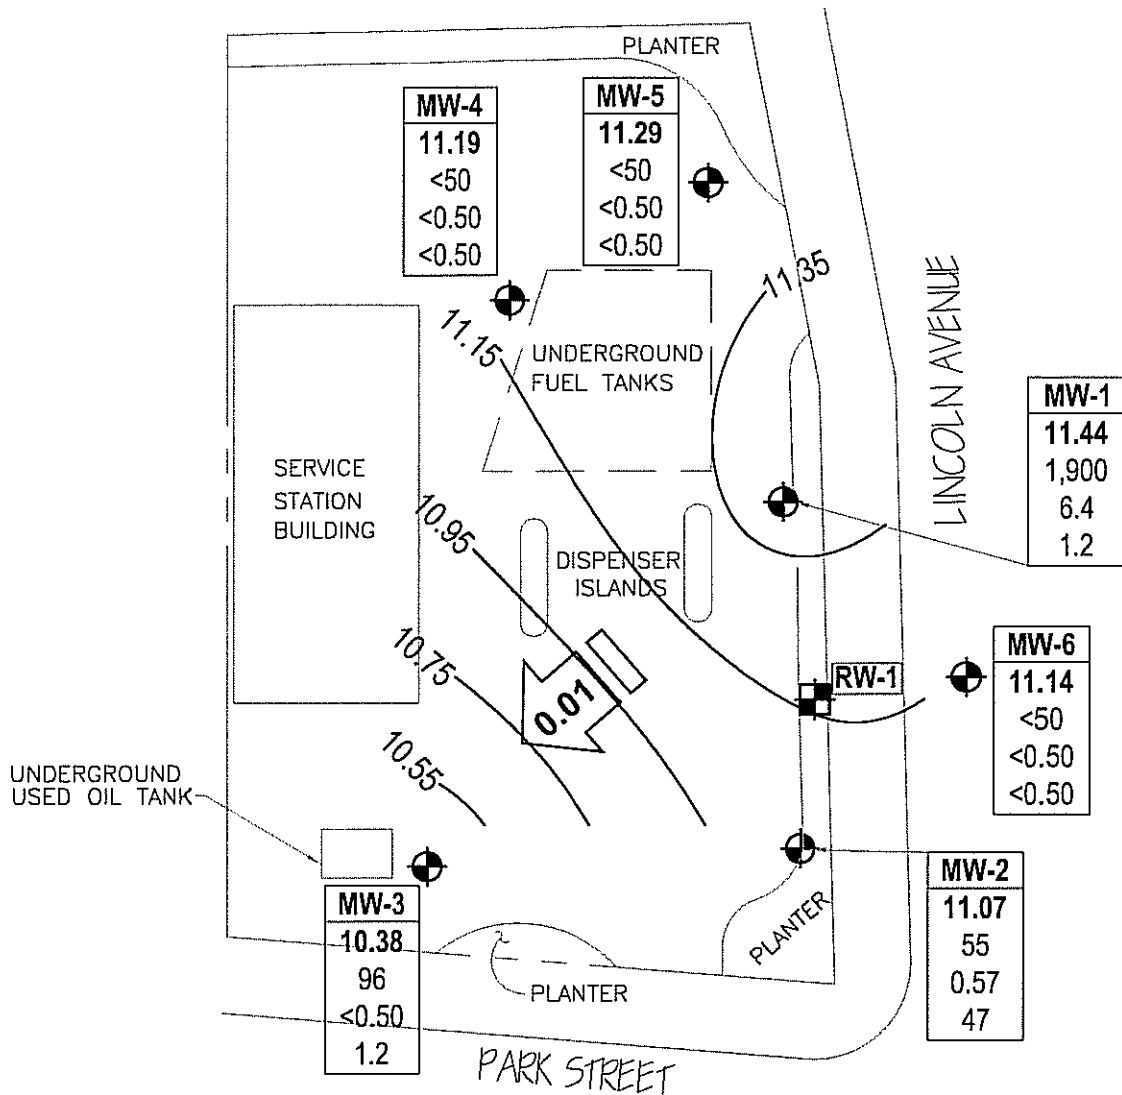 PLANTER
MW-4
11.19
<50
<0.50
<0.50
MW-5
11.29
<50
<0.50
<0.50
11.35
11.15
UNDERGROUND
FUEL TANKS
LINCOLN AVENUE
MW-1
11.44
1,900
6.4
1.2
SERVICE
STATION
BUILDING
10.95
DISPENSER
ISLANDS
10.75
0.01
RW-1
MW-6
11.14
<50
<0.50
<0.50
10.55
UNDERGROUND
USED OIL TANK
MW-3
10.38
96
<0.50
1.2
MW-2
11.07
55
0.57
47
PLANTER
PLANTER
PARK STREET